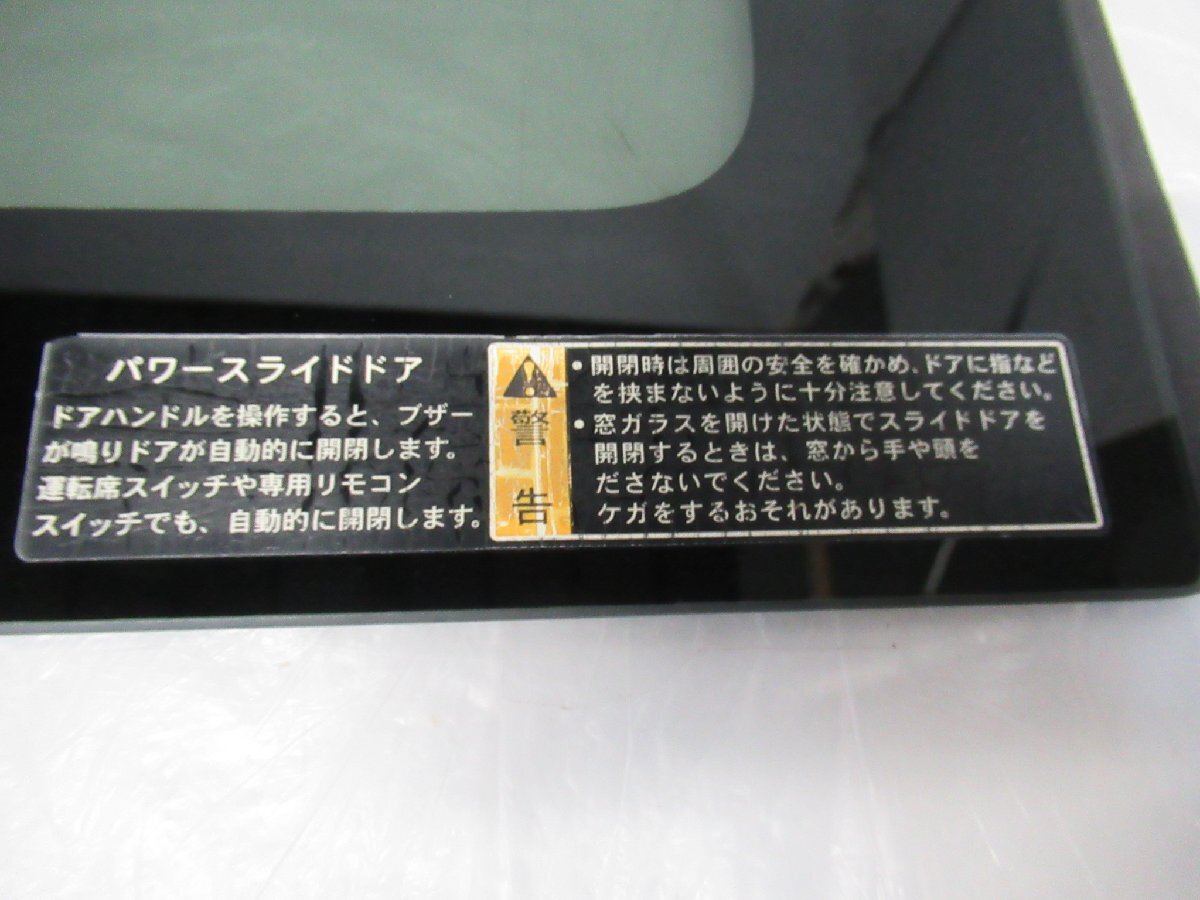 パワースライドドア
ドアハンドルを操作すると、ブザー
が鳴りドアが自動的に開閉します。
運転席スイッチや専用リモコン
スイッチでも、自動的に開閉します。
警告
・開閉時は周囲の安全を確かめ、ドアに指など
を挟まないように十分注意してください。
・窓ガラスを開けた状態でスライドドアを
開閉するときは、窓から手や頭を
ださないでください。
ケガをするおそれがあります。